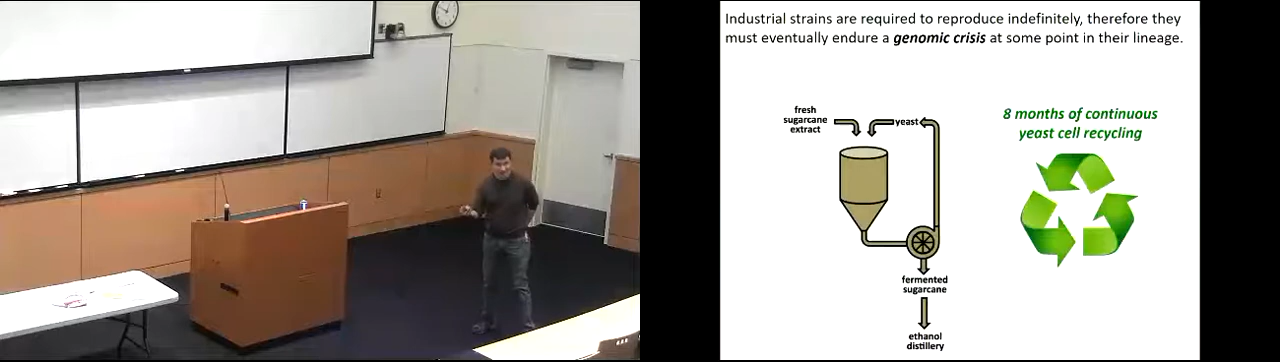 Industrial strains are required to reproduce indefinitely, therefore they
must eventually endure a genomic crisis at some point in their lineage.
fresh
sugarcane
extract
yeast
8 months of continuous
yeast cell recycling
fermented
sugarcane
ethanol
distillery